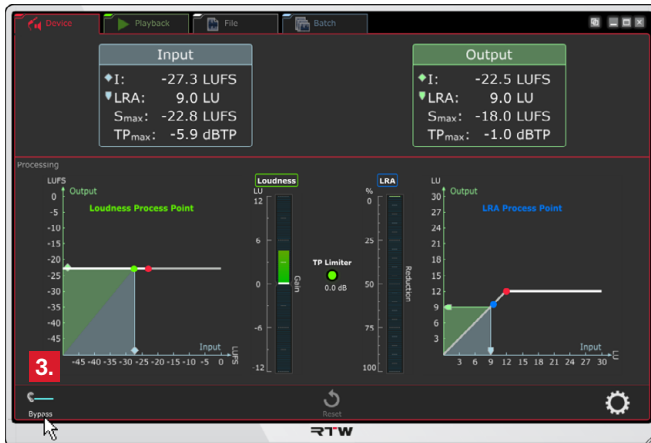 Device
Playback
File
Batch
Input
I: -27.3 LUFS
LRA: 9.0 LU
Smax: -22.8 LUFS
TPmax: -5.9 dBTP
Output
I: -22.5 LUFS
LRA: 9.0 LU
Smax: -18.0 LUFS
TPmax: -1.0 dBTP
Processing
LUFS
Output
Loudness Process Point
0
-5
-10
-15
-20
-25
-30
-35
-40
-45
Input
-45 -40 -35 -30 -25 -20 -15 -10 -5 0
LUFS
Loudness
LU
12
6
0
-6
-12
Gain
TP Limiter
0.0 dB
LRA
%
0
25
50
75
100
Reduction
LU
Output
LRA Process Point
30
27
24
21
18
15
12
9
6
3
Input
3 6 9 12 15 18 21 24 27 30
LU
3.
Bypass
Reset
RTW